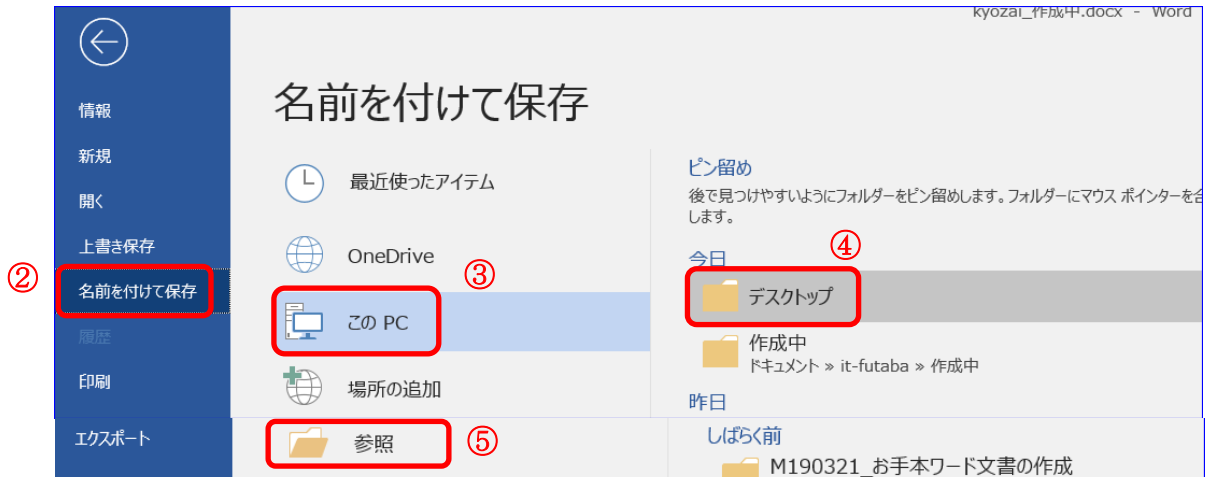 kyozai_作成中.docx - Word
情報
新規
開く
上書き保存
②
名前を付けて保存
履歴
印刷
エクスポート
名前を付けて保存
最近使ったアイテム
OneDrive
③
この PC
場所の追加
参照
⑤
ピン留め
後で見つけやすいようにフォルダーをピン留めします。フォルダーにマウス ポインターを合
します。
④
今日
デスクトップ
作成中
ドキュメント » it-futaba » 作成中
昨日
しばらく前
M190321_お手本ワード文書の作成